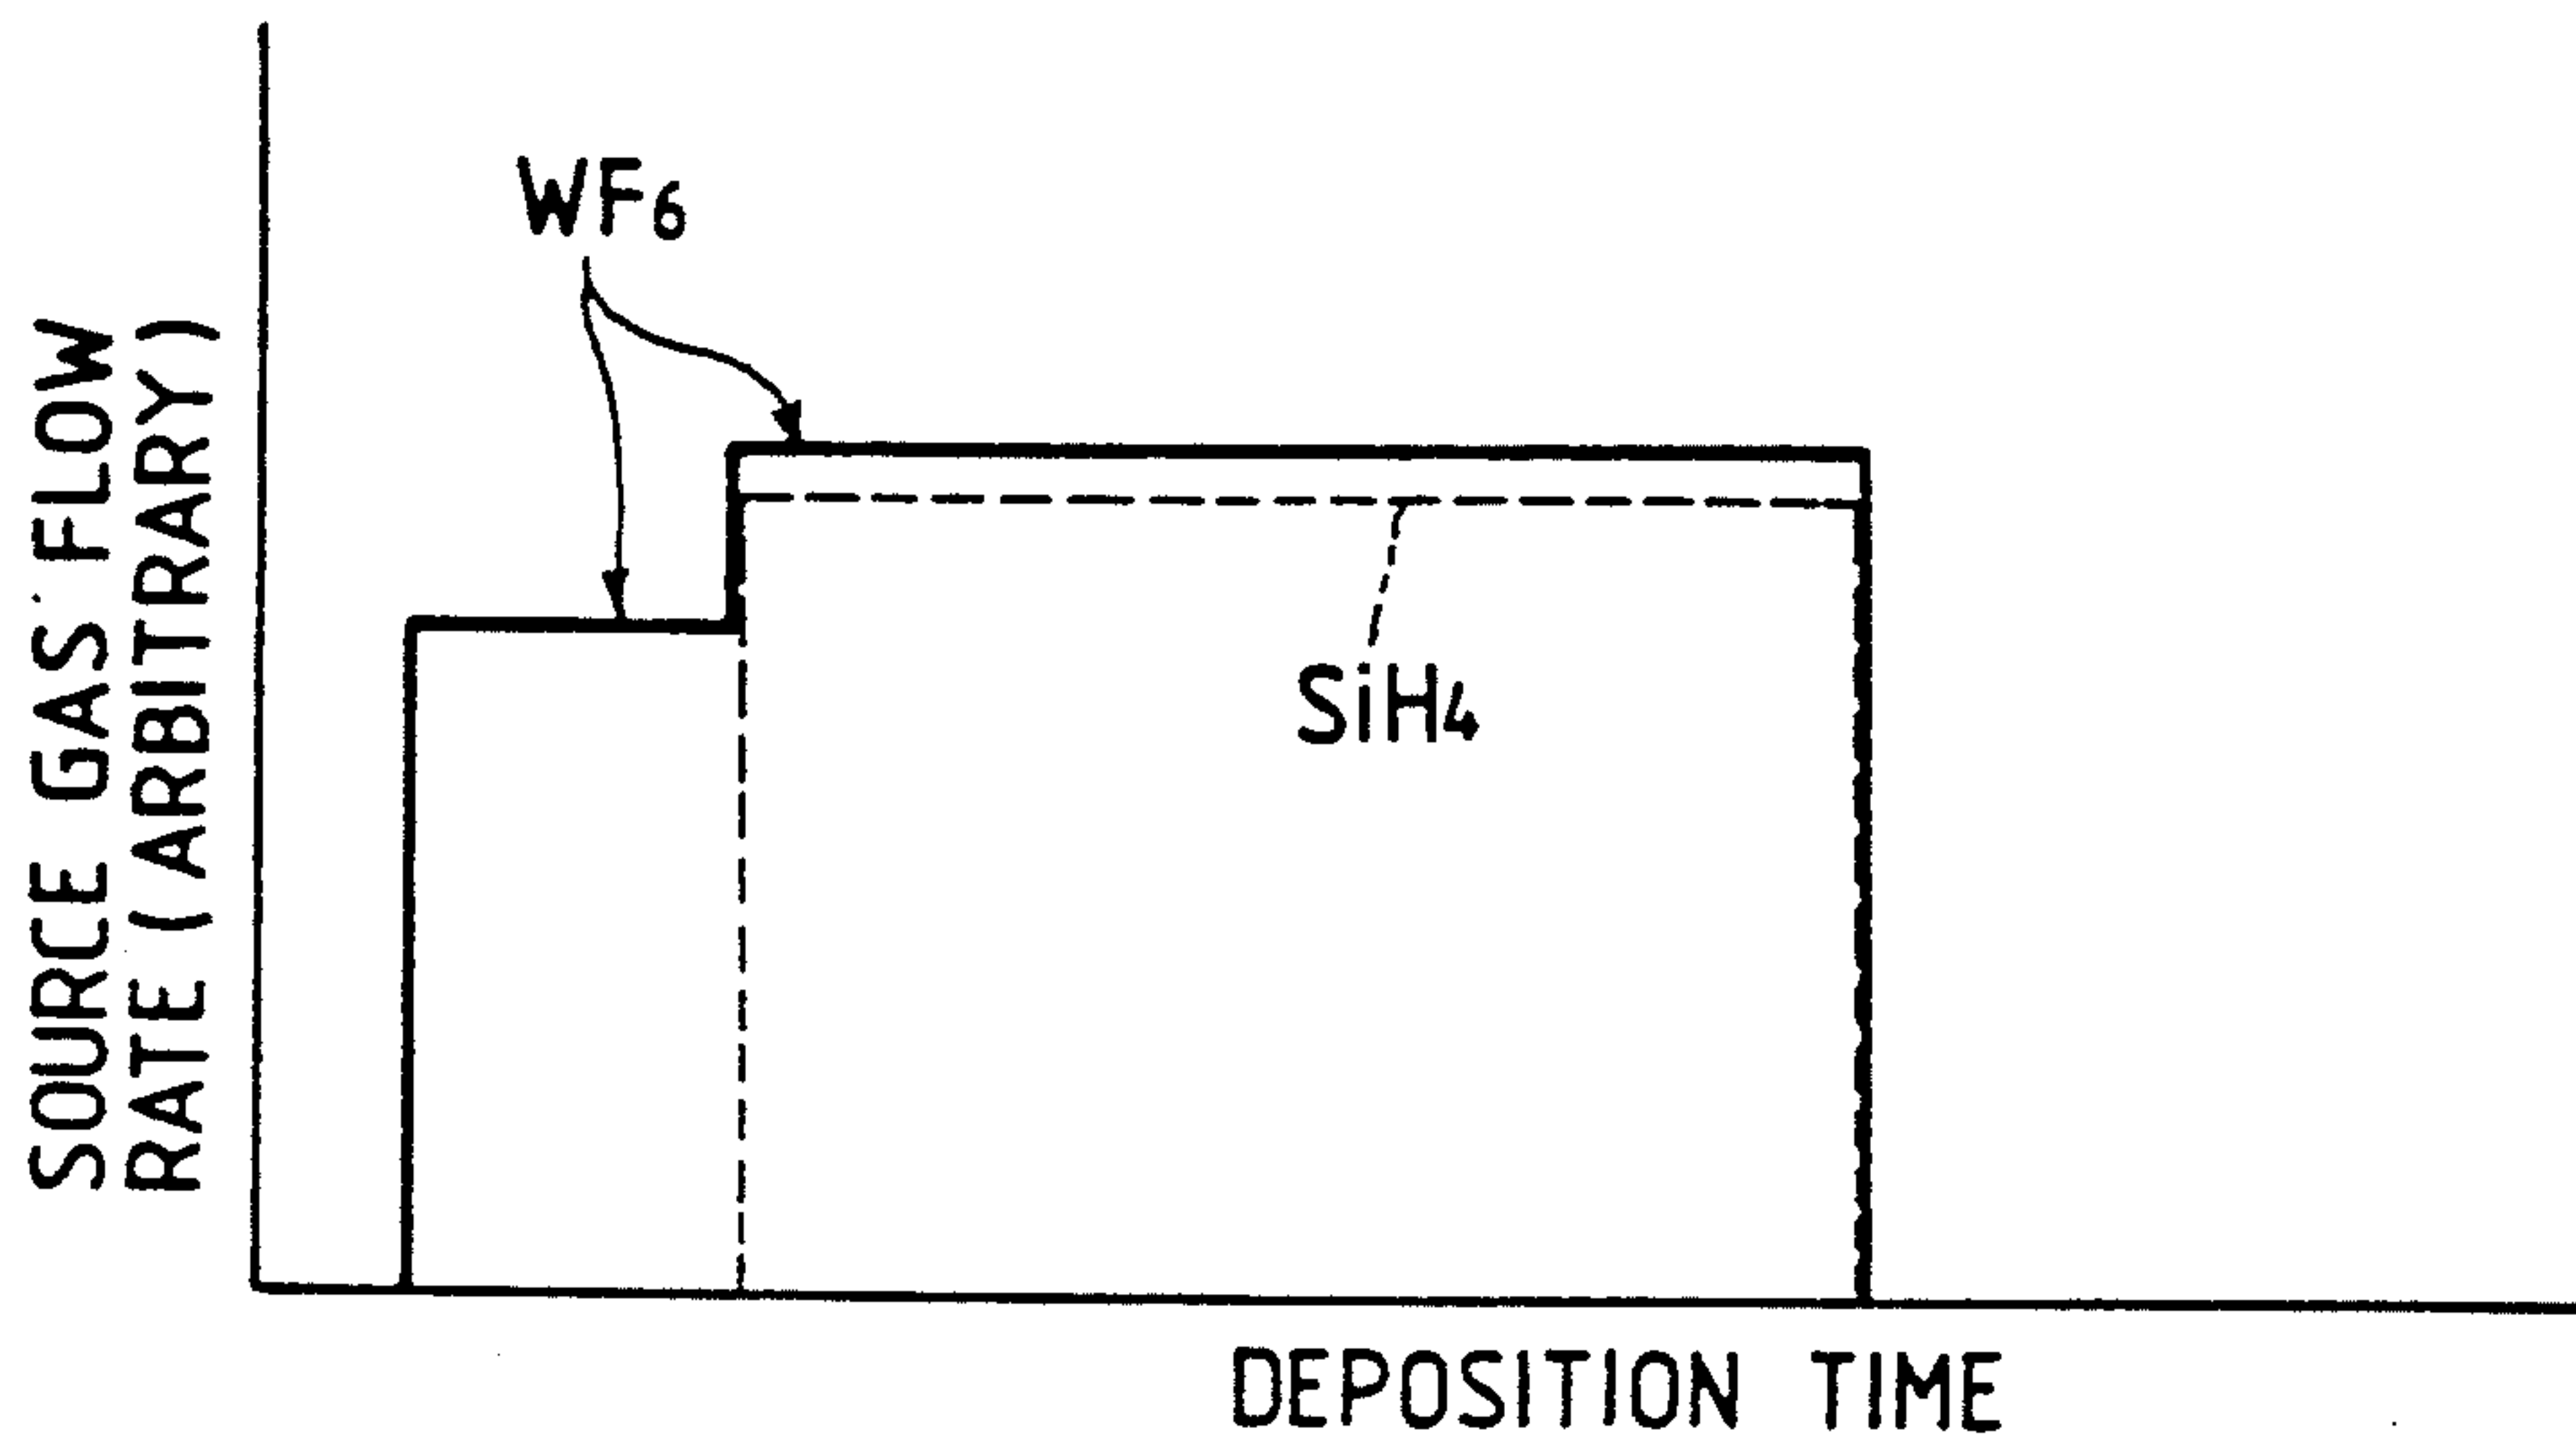 SOURCE GAS FLOW
RATE (ARBITRARY)
WF6
SiH4
DEPOSITION TIME